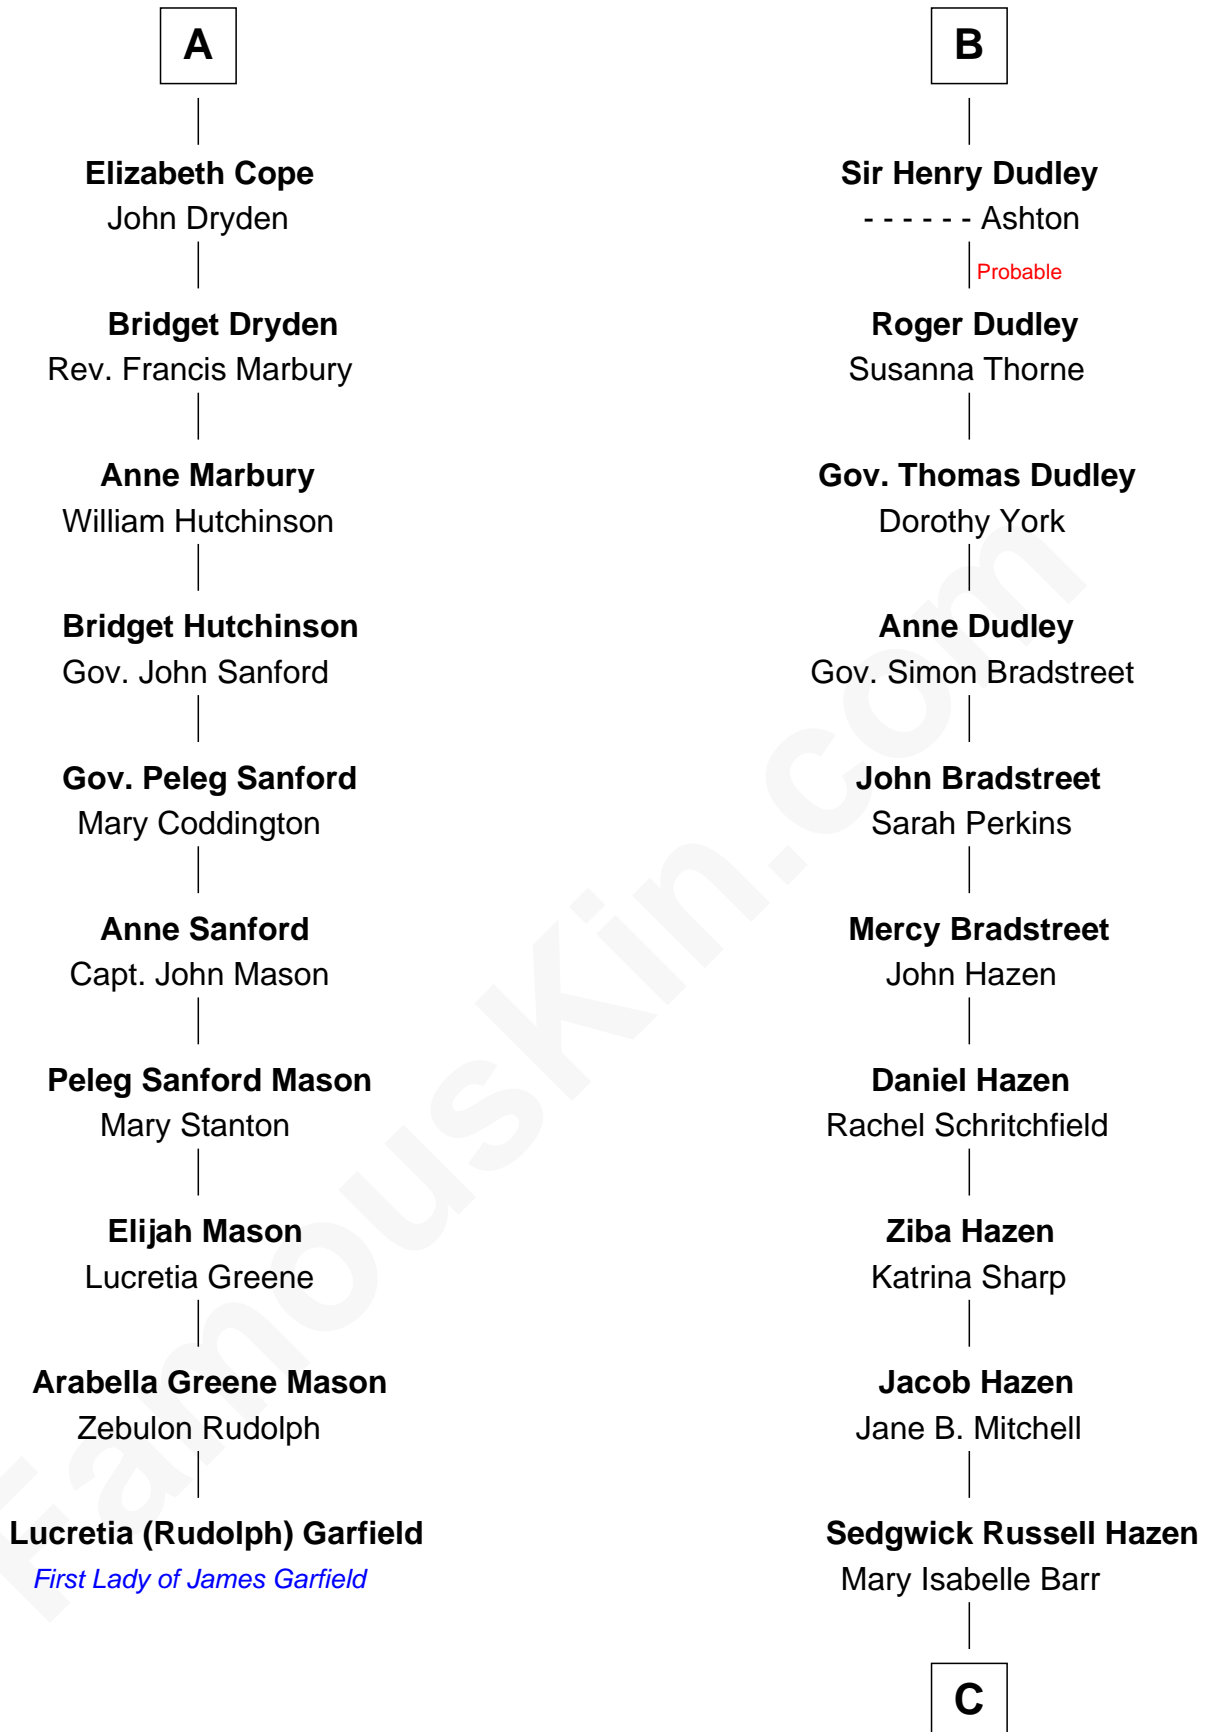 A
Elizabeth Cope
John Dryden
Bridget Dryden
Rev. Francis Marbury
Anne Marbury
William Hutchinson
Bridget Hutchinson
Gov. John Sanford
Gov. Peleg Sanford
Mary Coddington
Anne Sanford
Capt. John Mason
Peleg Sanford Mason
Mary Stanton
Elijah Mason
Lucretia Greene
Arabella Greene Mason
Zebulon Rudolph
Lucretia (Rudolph) Garfield
First Lady of James Garfield
B
Sir Henry Dudley
- - - - - - Ashton
Probable
Roger Dudley
Susanna Thorne
Gov. Thomas Dudley
Dorothy York
Anne Dudley
Gov. Simon Bradstreet
John Bradstreet
Sarah Perkins
Mercy Bradstreet
John Hazen
Daniel Hazen
Rachel Schritchfield
Ziba Hazen
Katrina Sharp
Jacob Hazen
Jane B. Mitchell
Sedgwick Russell Hazen
Mary Isabelle Barr
C
FamousKin.com